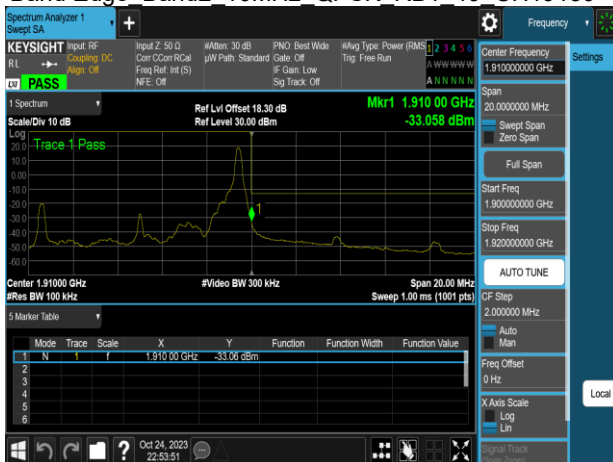 Spectrum Analyzer 1
Swept SA
+
Frequency
KEYSIGHT
RL
PASS
Input: RF
Coupling: DC
Align: Off
Input Z: 50 Ω
Corr CCorr RCal
Freq Ref: Int (S)
NFE: Off
#Atten: 30 dB
µW Path: Standard
PNO: Best Wide
Gate: Off
IF Gain: Low
Sig Track: Off
#Avg Type: Power (RMS
Trig: Free Run
1 2 3 4 5 6
A W W W W W
A N N N N N
1 Spectrum
Scale/Div 10 dB
Ref Lvl Offset 18.30 dB
Ref Level 30.00 dBm
Mkr1 1.910 00 GHz
-33.058 dBm
Log
Trace 1 Pass
20.0
10.0
0.00
-10.0
-20.0
-30.0
-40.0
-50.0
-60.0
1
Center 1.91000 GHz
#Video BW 300 kHz
Span 20.00 MHz
#Res BW 100 kHz
Sweep 1.00 ms (1001 pts)
5 Marker Table
Mode Trace Scale X Y Function Function Width Function Value
1 N 1 f 1.910 00 GHz -33.06 dBm
2
3
4
5
6
Oct 24, 2023
22:53:51
Center Frequency
1.910000000 GHz
Settings
Span
20.0000000 MHz
Swept Span
Zero Span
Full Span
Start Freq
1.900000000 GHz
Stop Freq
1.920000000 GHz
AUTO TUNE
CF Step
2.000000 MHz
Auto
Man
Freq Offset
0 Hz
X Axis Scale
Log
Lin
Signal Track
(Span Zoom)
Local